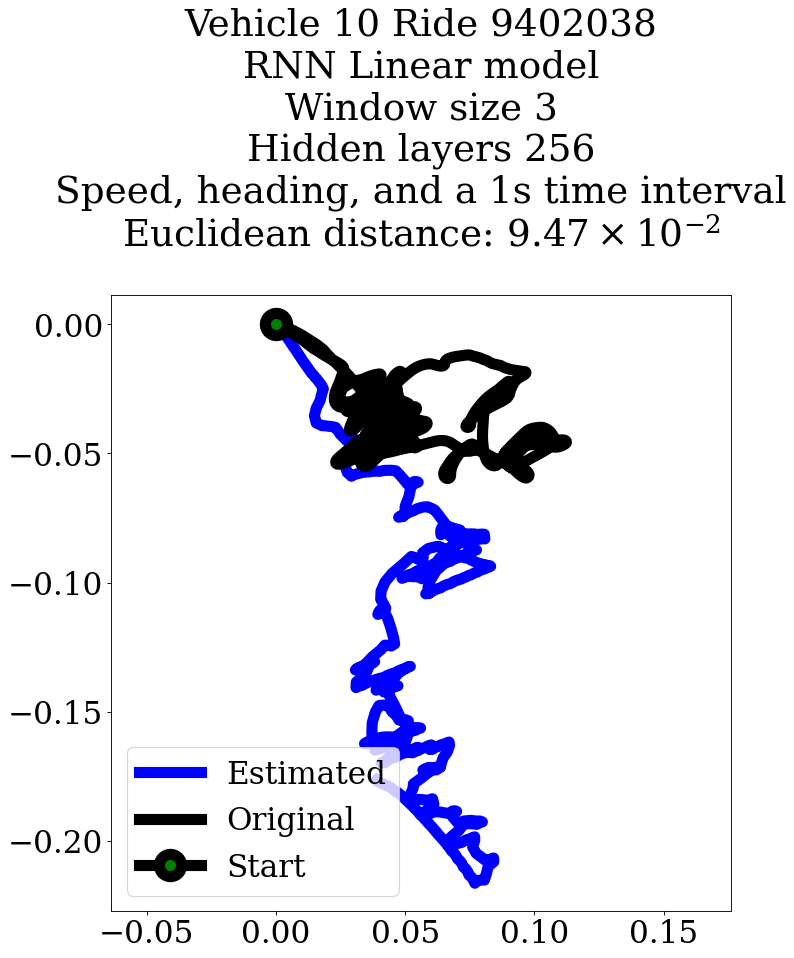 Vehicle 10 Ride 9402038
RNN Linear model
Window size 3
Hidden layers 256
Speed, heading, and a 1s time interval
Euclidean distance: 9.47 × 10⁻²
0.00
−0.05
−0.10
−0.15
−0.20
Estimated
Original
Start
−0.05 0.00 0.05 0.10 0.15